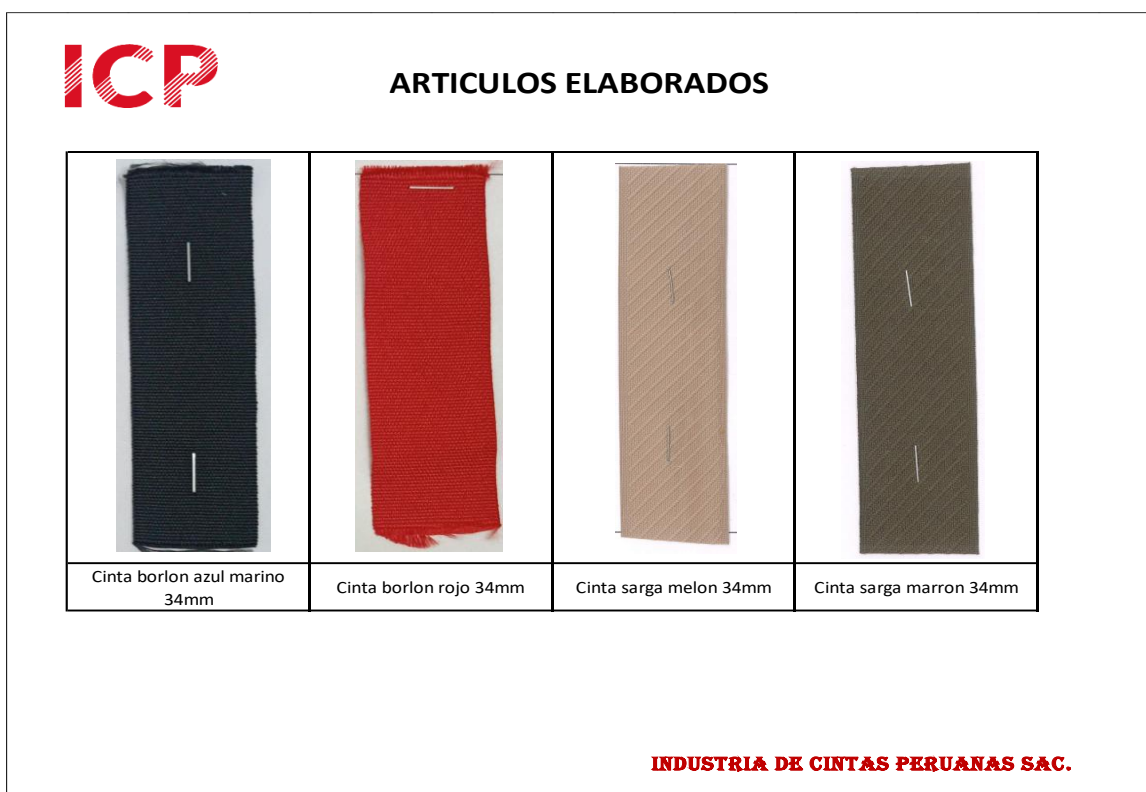 ICP
ARTICULOS ELABORADOS
Cinta borlon azul marino
34mm
Cinta borlon rojo 34mm
Cinta sarga melon 34mm
Cinta sarga marron 34mm
INDUSTRIA DE CINTAS PERUANAS SAC.